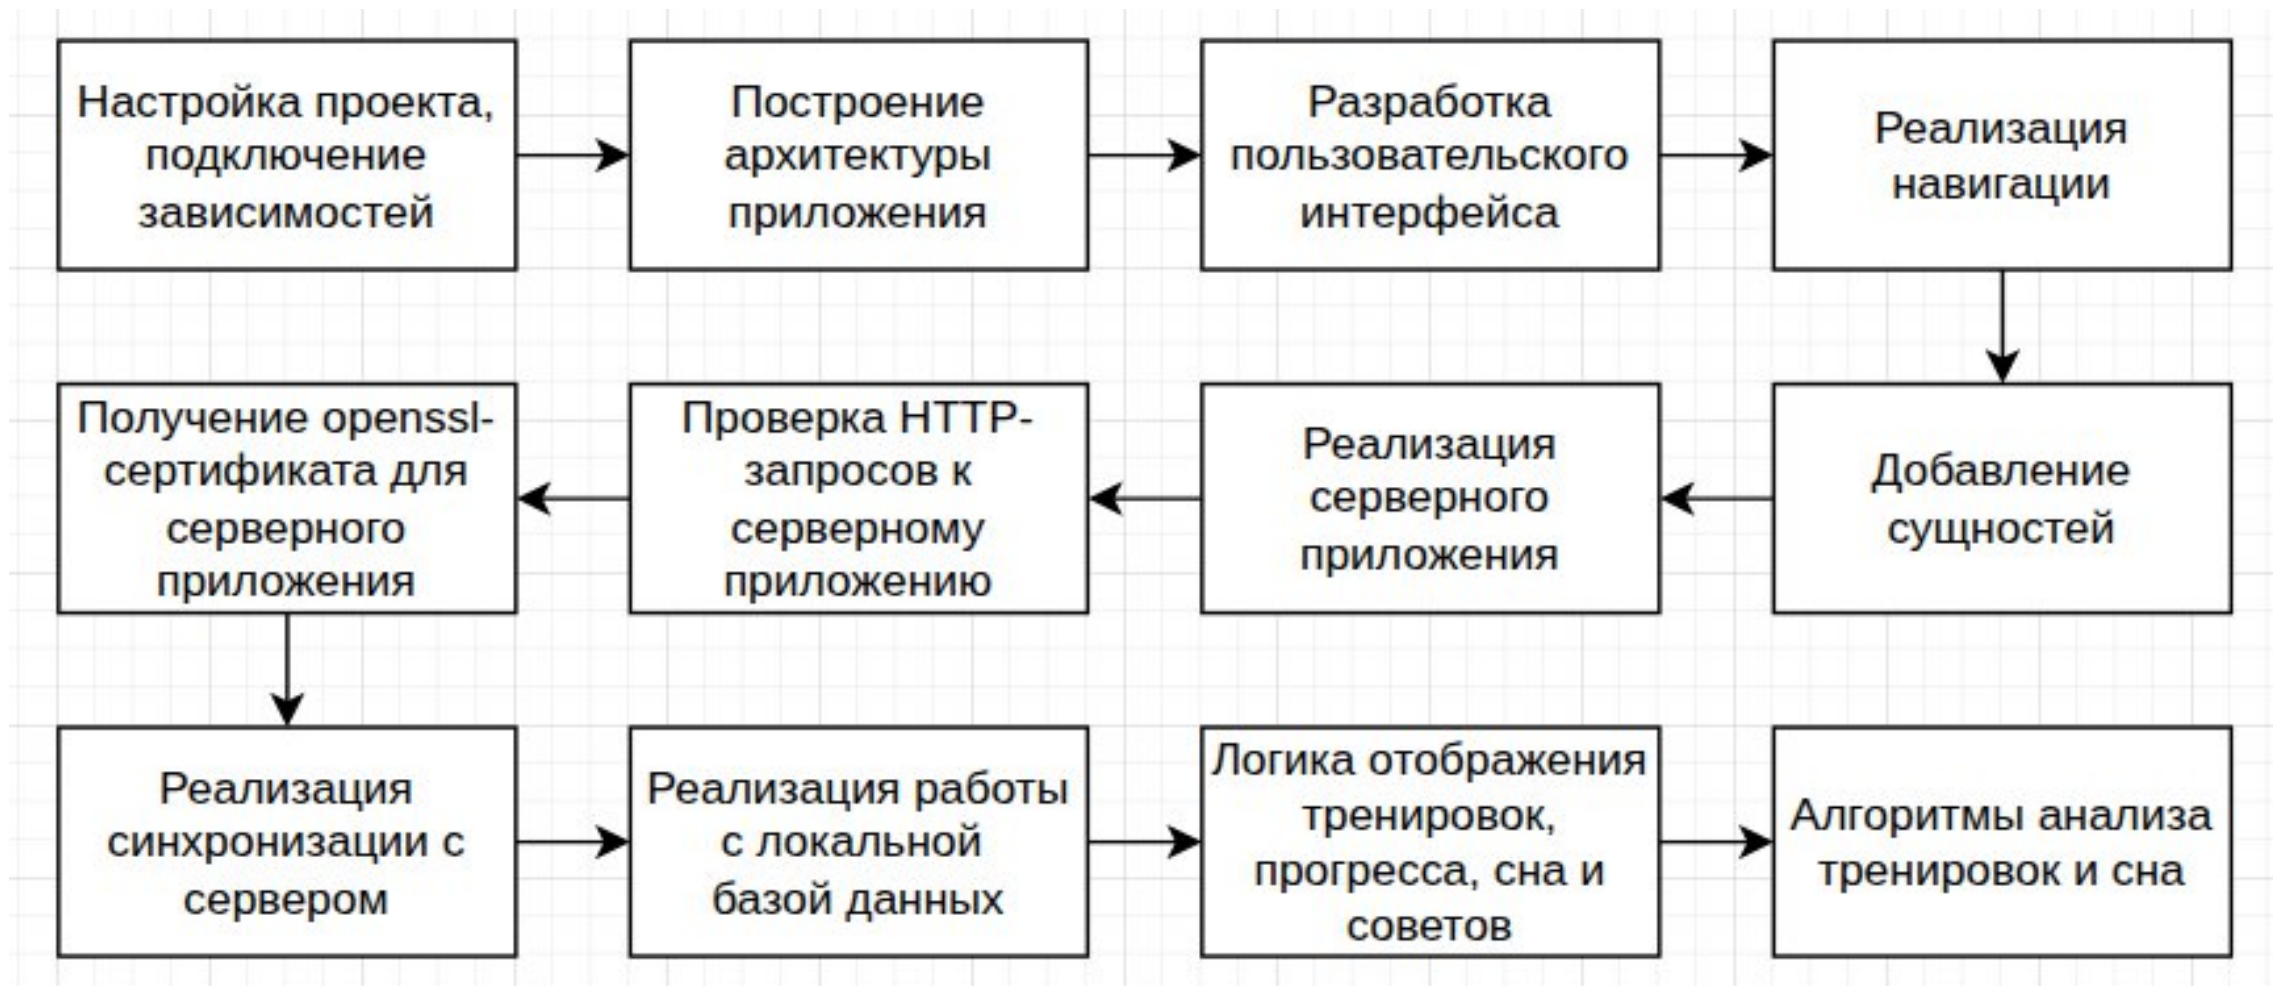 Настройка проекта,
подключение
зависимостей
Построение
архитектуры
приложения
Разработка
пользовательского
интерфейса
Реализация
навигации
Добавление
сущностей
Реализация
серверного
приложения
Проверка HTTP-
запросов к
серверному
приложению
Получение openssl-
сертификата для
серверного
приложения
Реализация
синхронизации с
сервером
Реализация работы
с локальной
базой данных
Логика отображения
тренировок,
прогресса, сна и
советов
Алгоритмы анализа
тренировок и сна